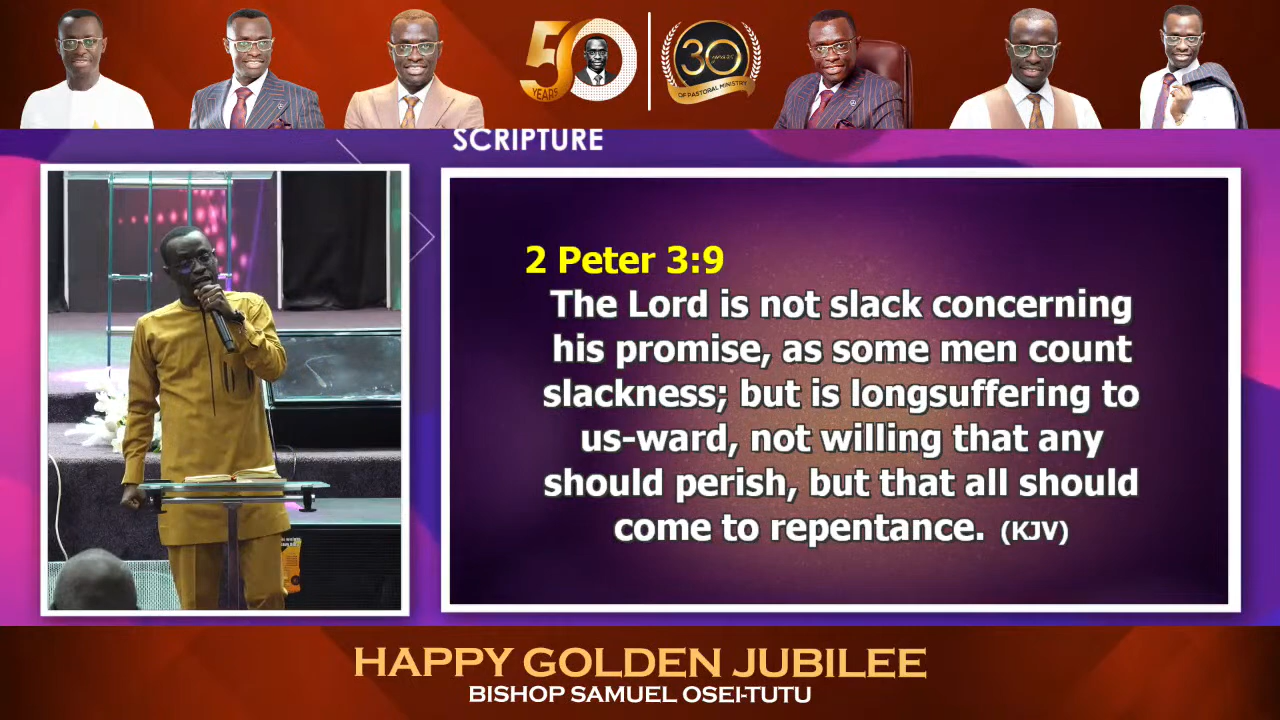 50
YEARS
30
OF PASTORAL MINISTRY
SCRIPTURE
2 Peter 3:9
The Lord is not slack concerning
his promise, as some men count
slackness; but is longsuffering to
us-ward, not willing that any
should perish, but that all should
come to repentance. (KJV)
HAPPY GOLDEN JUBILEE
BISHOP SAMUEL OSEI-TUTU